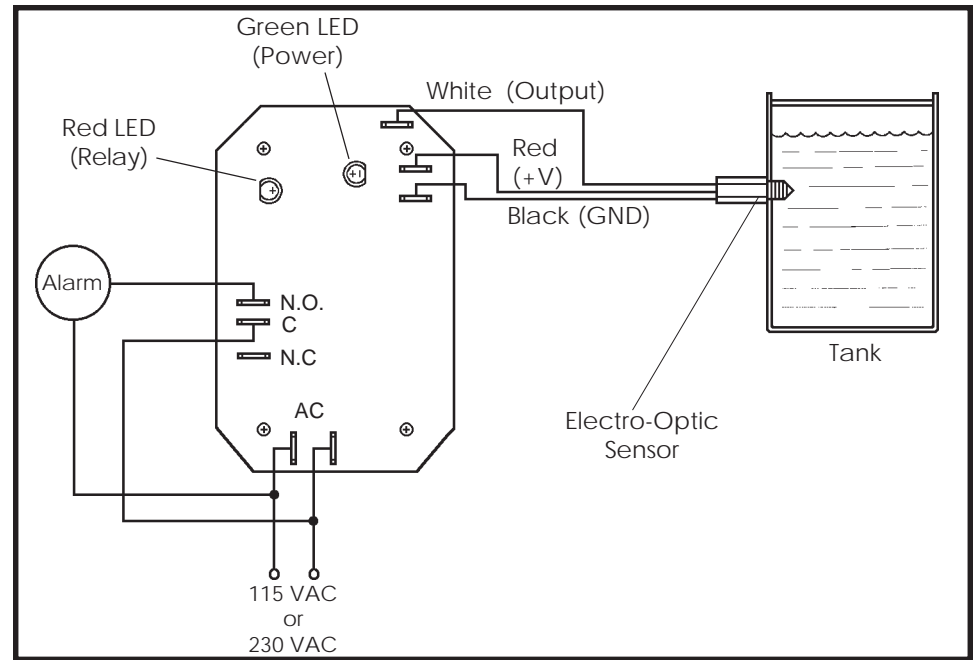 Green LED
(Power)
White (Output)
Red LED
(Relay)
Red
(+V)
Black (GND)
Alarm
N.O.
C
N.C
Tank
AC
Electro-Optic
Sensor
115 VAC
or
230 VAC